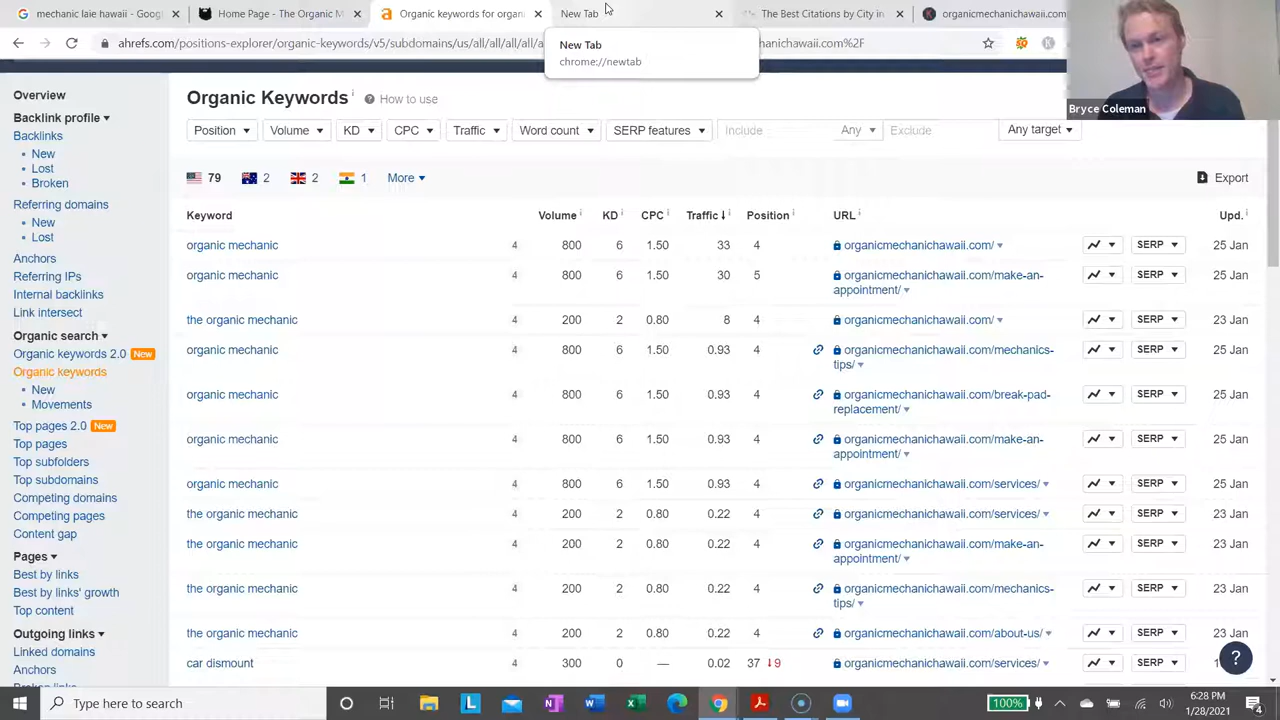 mechanic laie hawaii - Googl
Home Page - The Organic M
Organic keywords for organ
New Tab
The Best Citations by City in
organicmechanichawaii.com
ahrefs.com/positions-explorer/organic-keywords/v5/subdomains/us/all/all/all/all/
anichawaii.com%2F
New Tab
chrome://newtab
Bryce Coleman
Overview
Backlink profile
Backlinks
New
Lost
Broken
Referring domains
New
Lost
Anchors
Referring IPs
Internal backlinks
Link intersect
Organic search
Organic keywords 2.0 New
Organic keywords
New
Movements
Top pages 2.0 New
Top pages
Top subfolders
Top subdomains
Competing domains
Competing pages
Content gap
Pages
Best by links
Best by links' growth
Top content
Outgoing links
Linked domains
Anchors
Broken links
Organic Keywords i ? How to use
Position Volume KD CPC Traffic Word count SERP features Include Any Exclude Any target
79 2 2 1 More Export
Keyword Volume KD CPC Traffic Position URL Upd.
organic mechanic 4 800 6 1.50 33 4 organicmechanichawaii.com/ SERP 25 Jan
organic mechanic 4 800 6 1.50 30 5 organicmechanichawaii.com/make-an- SERP 25 Jan
appointment/
the organic mechanic 4 200 2 0.80 8 4 organicmechanichawaii.com/ SERP 23 Jan
organic mechanic 4 800 6 1.50 0.93 4 organicmechanichawaii.com/mechanics- SERP 25 Jan
tips/
organic mechanic 4 800 6 1.50 0.93 4 organicmechanichawaii.com/break-pad- SERP 25 Jan
replacement/
organic mechanic 4 800 6 1.50 0.93 4 organicmechanichawaii.com/make-an- SERP 25 Jan
appointment/
organic mechanic 4 800 6 1.50 0.93 4 organicmechanichawaii.com/services/ SERP 25 Jan
the organic mechanic 4 200 2 0.80 0.22 4 organicmechanichawaii.com/services/ SERP 23 Jan
the organic mechanic 4 200 2 0.80 0.22 4 organicmechanichawaii.com/make-an- SERP 23 Jan
appointment/
the organic mechanic 4 200 2 0.80 0.22 4 organicmechanichawaii.com/mechanics- SERP 23 Jan
tips/
the organic mechanic 4 200 2 0.80 0.22 4 organicmechanichawaii.com/about-us/ SERP 23 Jan
car dismount 4 300 0 — 0.02 37 ↓9 organicmechanichawaii.com/services/ SERP
?
Type here to search
100%
6:28 PM
1/28/2021
4